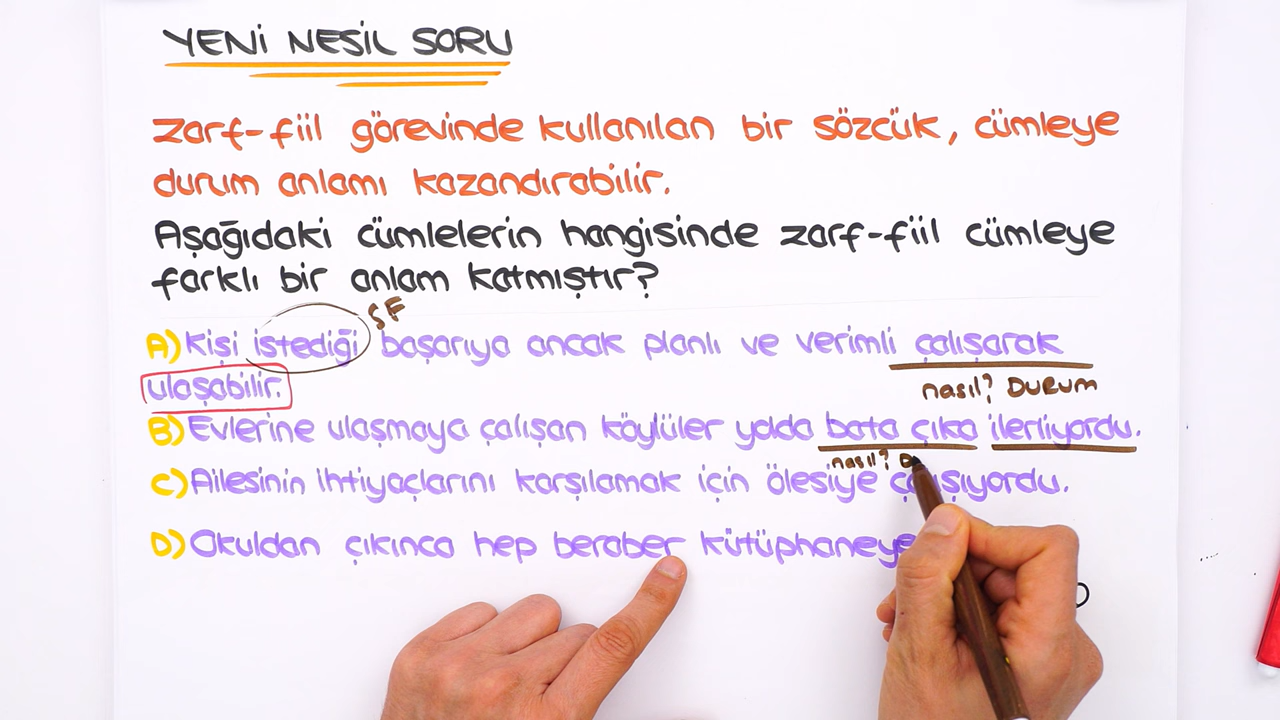 YENİ NESİL SORU
Zarf-fiil görevinde kullanılan bir sözcük, cümleye
durum anlamı kazandırabilir.
Aşağıdaki cümlelerin hangisinde zarf-fiil cümleye
farklı bir anlam katmıştır?
SF
A) Kişi istediği başarıya ancak planlı ve verimli çalışarak
ulaşabilir.
nasıl? DURUM
B) Evlerine ulaşmaya çalışan köylüler yolda bata çıka ilerliyordu.
nasıl? D
C) Ailesinin ihtiyaçlarını karşılamak için ölesiye çalışıyordu.
D) Okuldan çıkınca hep beraber kütüphaneye